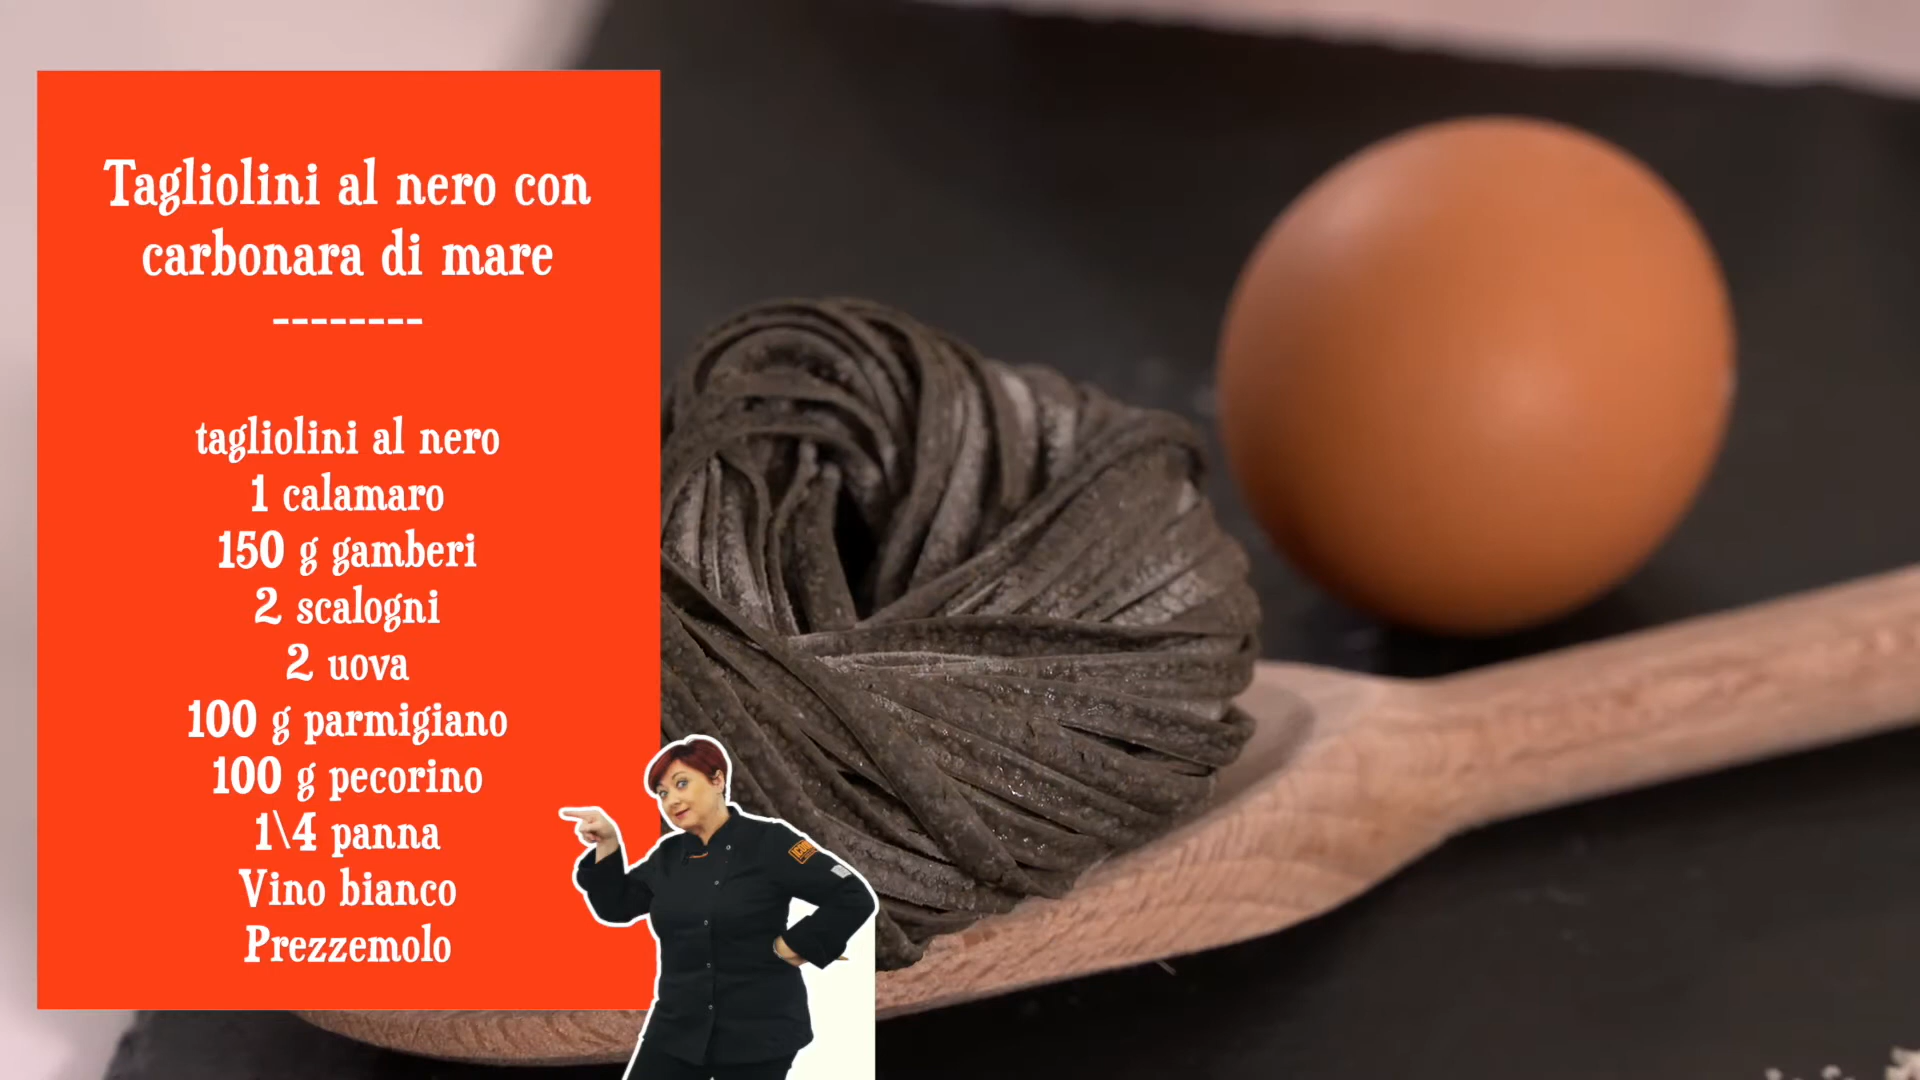 Tagliolini al nero con
carbonara di mare
--------
tagliolini al nero
1 calamaro
150 g gamberi
2 scalogni
2 uova
100 g parmigiano
100 g pecorino
1\4 panna
Vino bianco
Prezzemolo